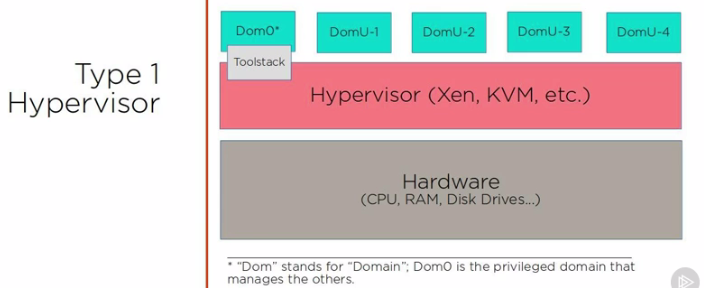 Type 1
Hypervisor
Dom0*
DomU-1
DomU-2
DomU-3
DomU-4
Toolstack
Hypervisor (Xen, KVM, etc.)
Hardware
(CPU, RAM, Disk Drives...)
* "Dom" stands for "Domain"; Dom0 is the privileged domain that
manages the others.